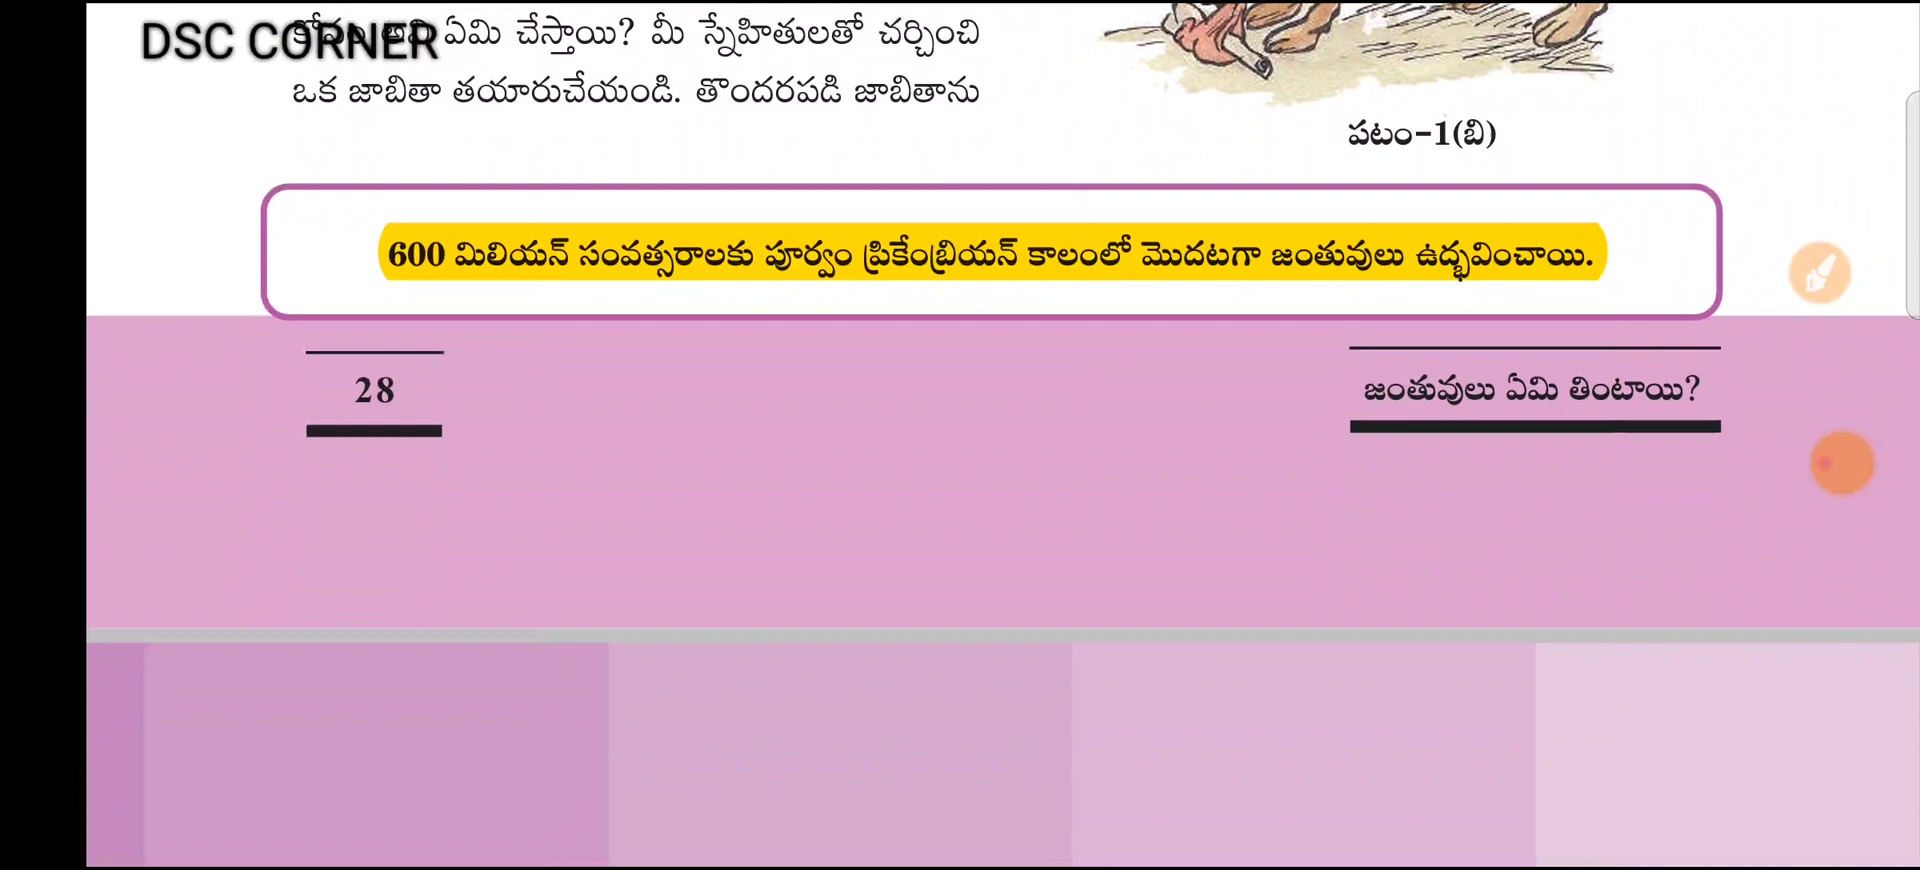 DSC CORNER
ఏమి చేస్తాయి? మీ స్నేహితులతో చర్చించి
ఒక జాబితా తయారుచేయండి. తొందరపడి జాబితాను
పటం-1(బి)
600 మిలియన్ సంవత్సరాలకు పూర్వం ప్రికేంబ్రియన్ కాలంలో మొదటగా జంతువులు ఉద్భవించాయి.
28
జంతువులు ఏమి తింటాయి?